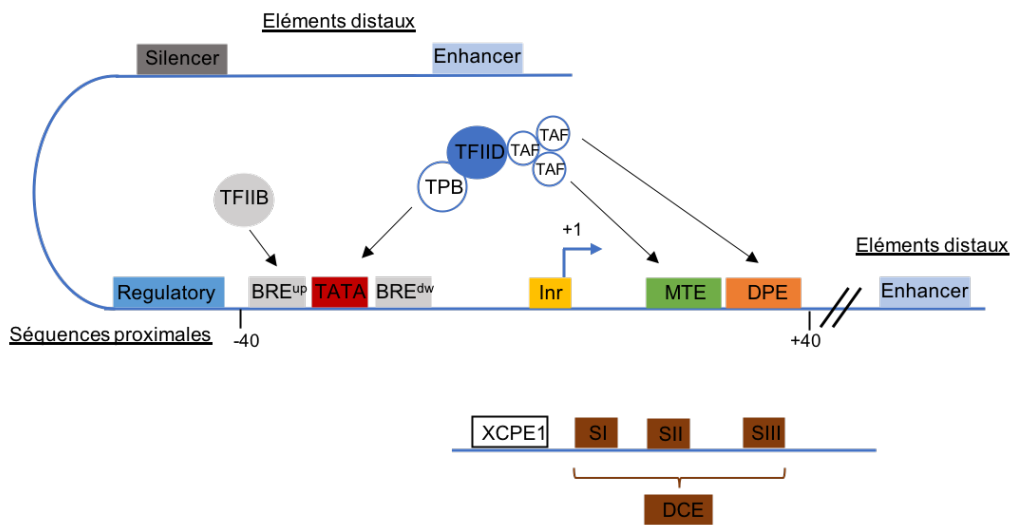 Eléments distaux
Silencer
Enhancer
TFIID
TAF
TAF
TAF
TPB
TFIIB
+1
Eléments distaux
Regulatory
BREup
TATA
BREdw
Inr
MTE
DPE
Enhancer
Séquences proximales
-40
+40
XCPE1
SI
SII
SIII
DCE